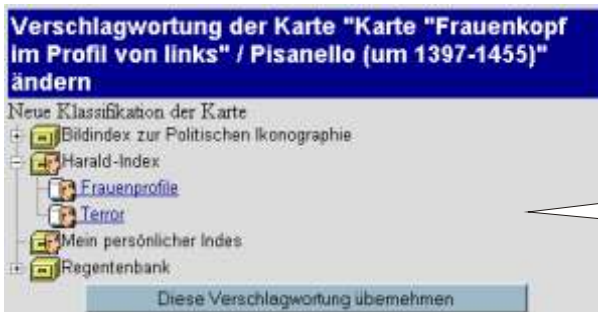 Verschlagwortung der Karte "Karte "Frauenkopf
im Profil von links" / Pisanello (um 1397-1455)"
ändern
Neue Klassifikation der Karte
Bildindex zur Politischen Ikonographie
Harald-Index
Frauenprofile
Terror
Mein persönlicher Indes
Regentenbank
Diese Verschlagwortung übernehmen